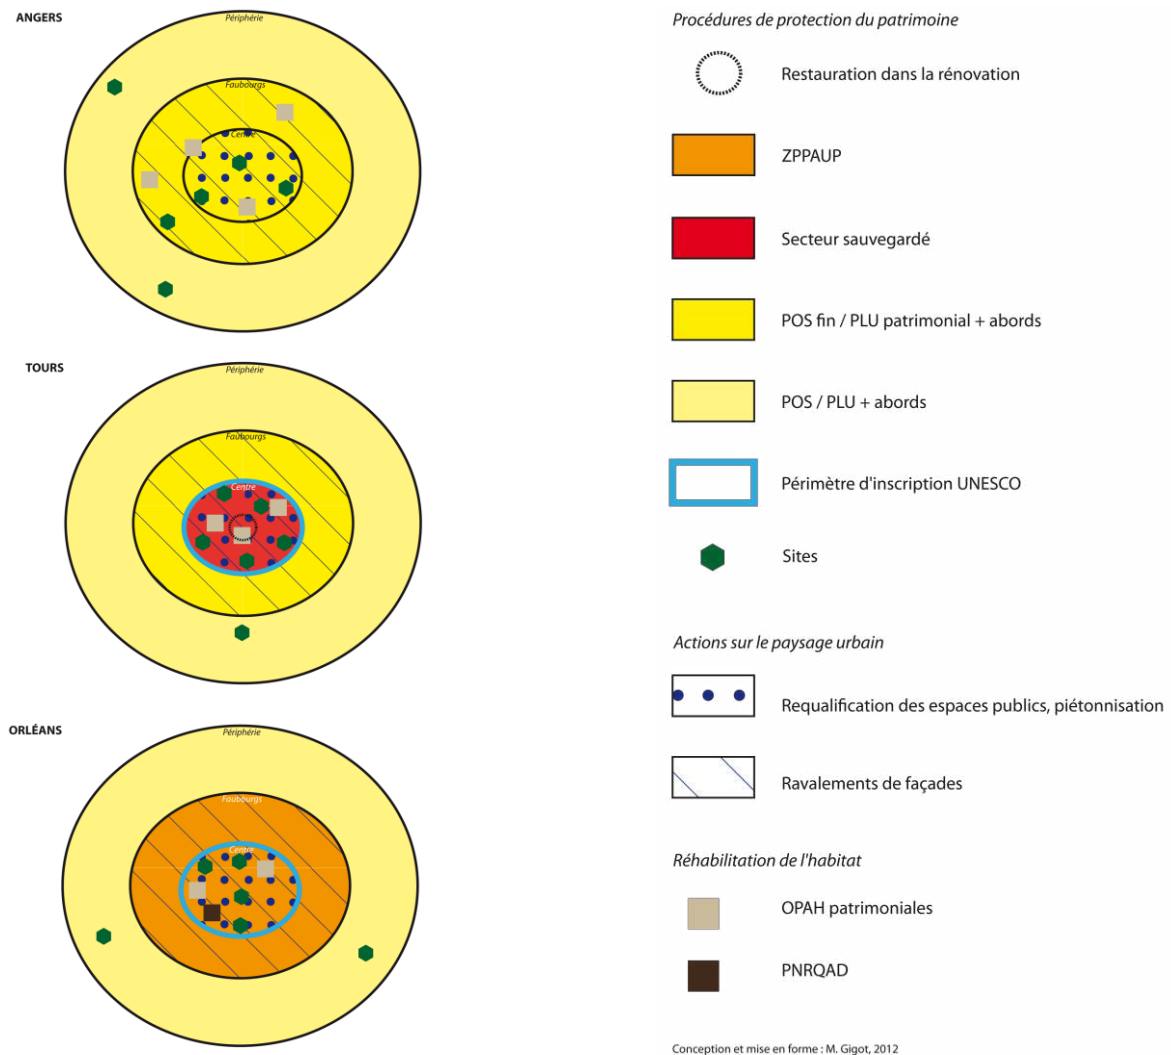 ANGERS
Périphérie
Faubourgs
Centre
TOURS
Périphérie
Faubourgs
Centre
ORLÉANS
Périphérie
Faubourgs
Centre
Procédures de protection du patrimoine
Restauration dans la rénovation
ZPPAUP
Secteur sauvegardé
POS fin / PLU patrimonial + abords
POS / PLU + abords
Périmètre d'inscription UNESCO
Sites
Actions sur le paysage urbain
Requalification des espaces publics, piétonnisation
Ravalements de façades
Réhabilitation de l'habitat
OPAH patrimoniales
PNRQAD
Conception et mise en forme : M. Gigot, 2012